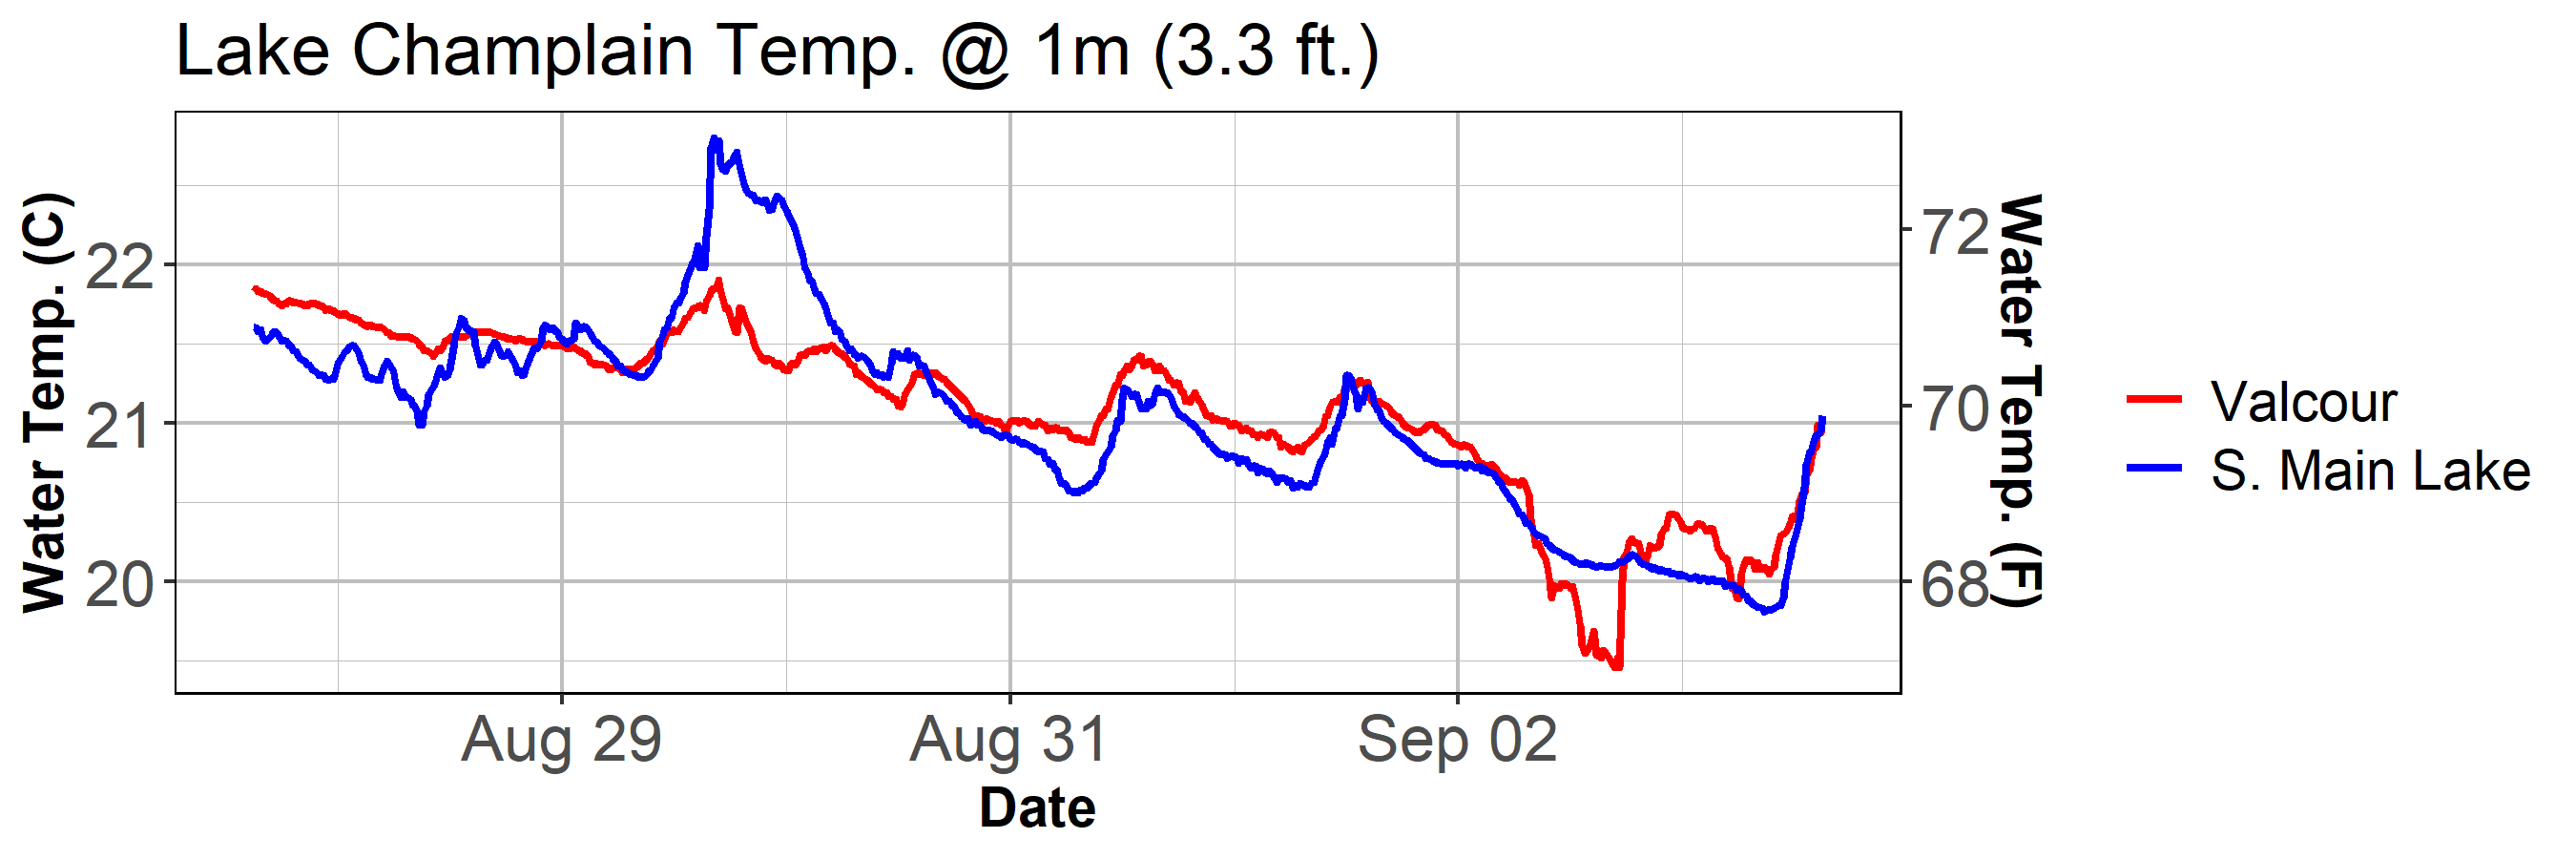 Lake Champlain Temp. @ 1m (3.3 ft.)
Water Temp. (C)
22
21
20
72
70
68
Water Temp. (F)
Aug 29
Aug 31
Sep 02
Date
Valcour
S. Main Lake